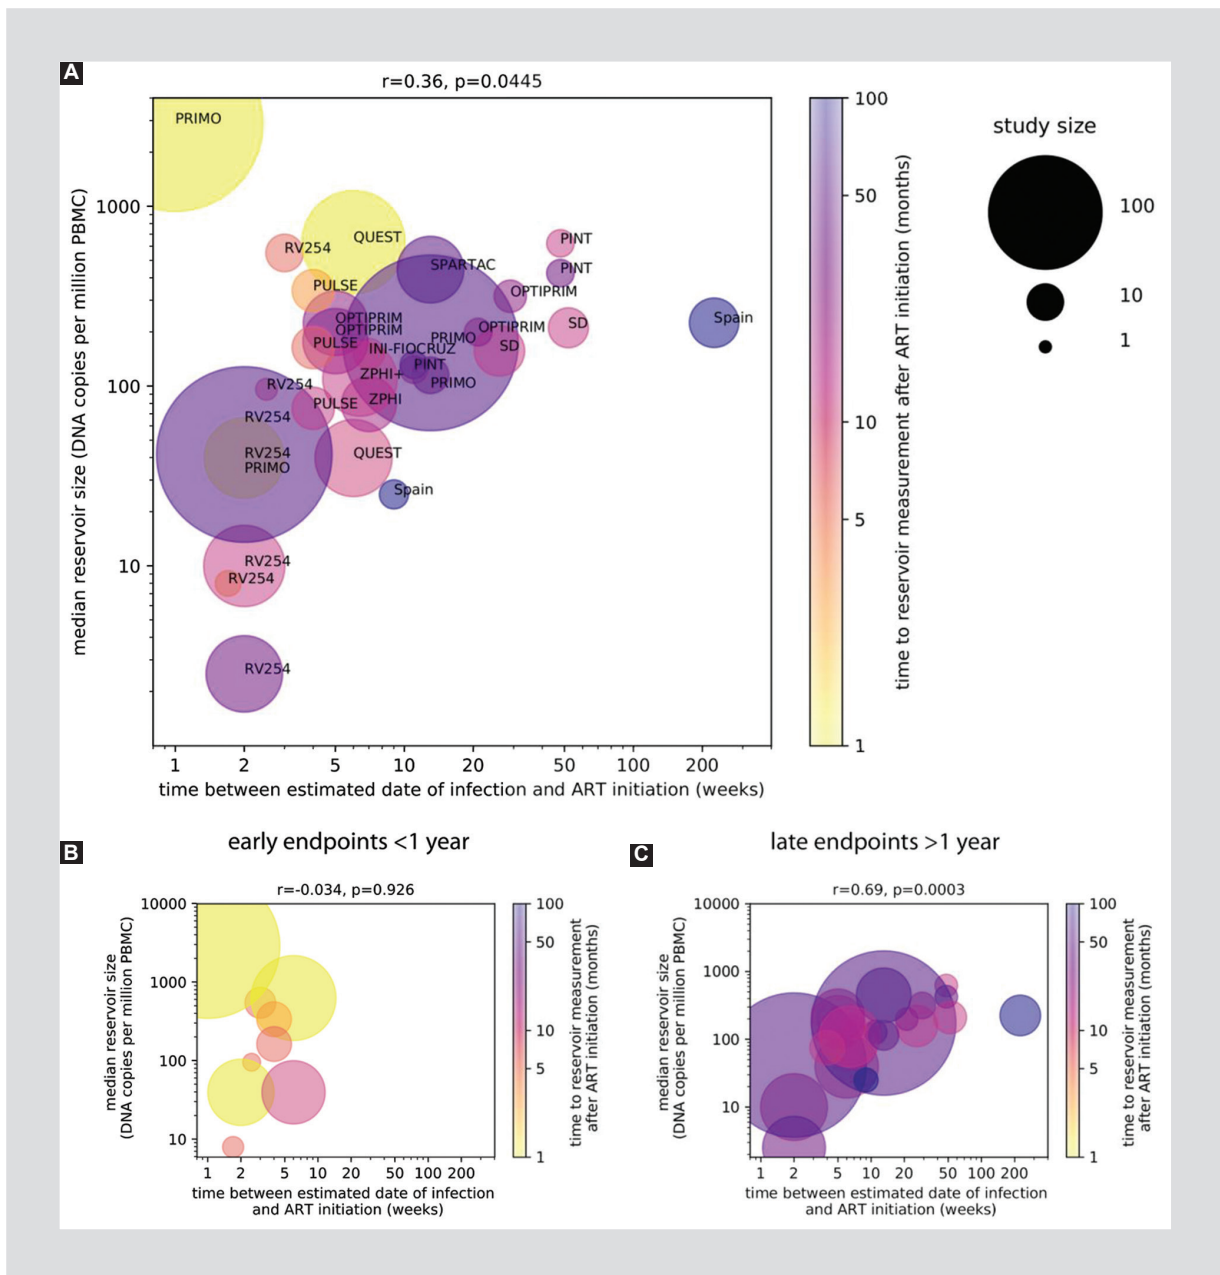 A
r=0.36, p=0.0445
median reservoir size (DNA copies per million PBMC)
1000
100
10
PRIMO
QUEST
RV254
SPARTAC
PINT
PINT
PULSE
OPTIPRIM
OPTIPRIM
OPTIPRIM
OPTIPRIM
SD
Spain
PULSE
INI-FIOCRUZ
PRIMO
SD
PINT
ZPHI+
PRIMO
RV254
PULSE
ZPHI
RV254
RV254
PRIMO
QUEST
Spain
RV254
RV254
RV254
1 2 5 10 20 50 100 200
time between estimated date of infection and ART initiation (weeks)
100
50
10
5
1
time to reservoir measurement after ART initiation (months)
study size
100
10
1
B
early endpoints <1 year
r=-0.034, p=0.926
median reservoir size
(DNA copies per million PBMC)
10000
1000
100
10
1 2 5 10 20 50 100 200
time between estimated date of infection
and ART initiation (weeks)
100
50
10
5
1
time to reservoir measurement
after ART initiation (months)
C
late endpoints >1 year
r=0.69, p=0.0003
median reservoir size
(DNA copies per million PBMC)
10000
1000
100
10
1 2 5 10 20 50 100 200
time between estimated date of infection
and ART initiation (weeks)
100
50
10
5
1
time to reservoir measurement
after ART initiation (months)